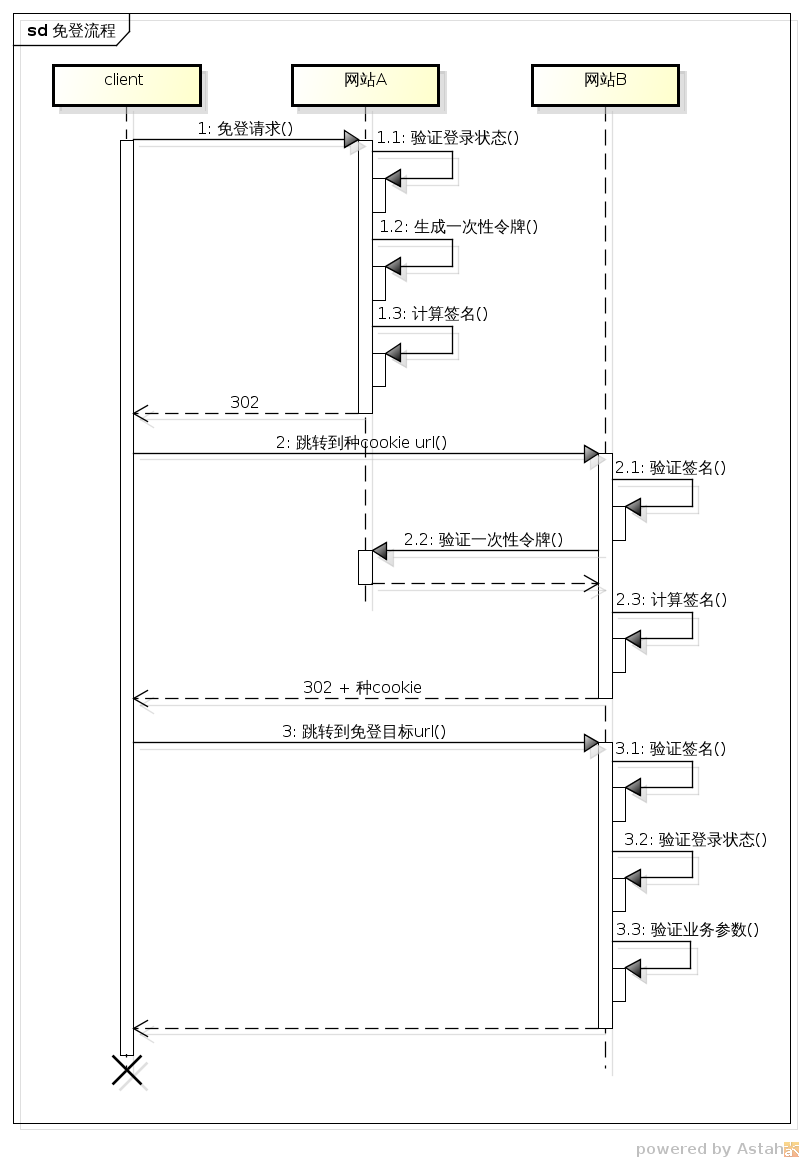 sd 免登流程
client
网站A
网站B
1: 免登请求()
1.1: 验证登录状态()
1.2: 生成一次性令牌()
1.3: 计算签名()
302
2: 跳转到种cookie url()
2.1: 验证签名()
2.2: 验证一次性令牌()
2.3: 计算签名()
302 + 种cookie
3: 跳转到免登目标url()
3.1: 验证签名()
3.2: 验证登录状态()
3.3: 验证业务参数()
powered by Astah